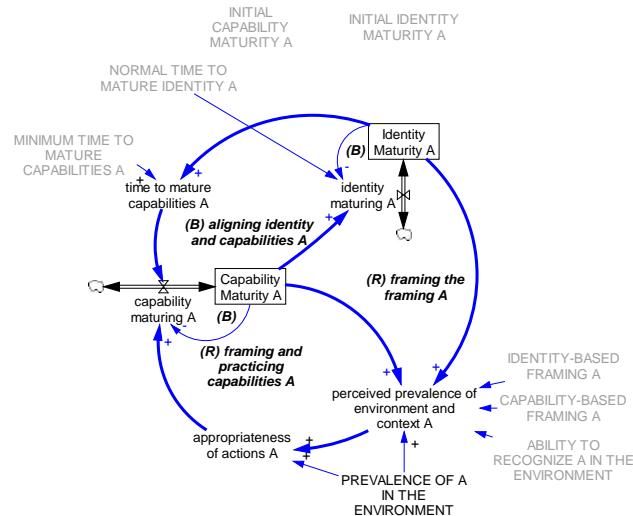 INITIAL
CAPABILITY
MATURITY A
INITIAL IDENTITY
MATURITY A
NORMAL TIME TO
MATURE IDENTITY A
MINIMUM TIME TO
MATURE
CAPABILITIES A
Identity
Maturity A
(B)
-
+
+
time to mature
capabilities A
identity
maturing A
+
(B) aligning identity
and capabilities A
(R) framing the
framing A
Capability
Maturity A
capability
maturing A
(B)
-
+
(R) framing and
practicing
capabilities A
+
+
perceived prevalence of
environment and
context A
IDENTITY-BASED
FRAMING A
CAPABILITY-BASED
FRAMING A
ABILITY TO
RECOGNIZE A IN THE
ENVIRONMENT
appropriateness
of actions A
+
+
+
PREVALENCE OF A
IN THE
ENVIRONMENT